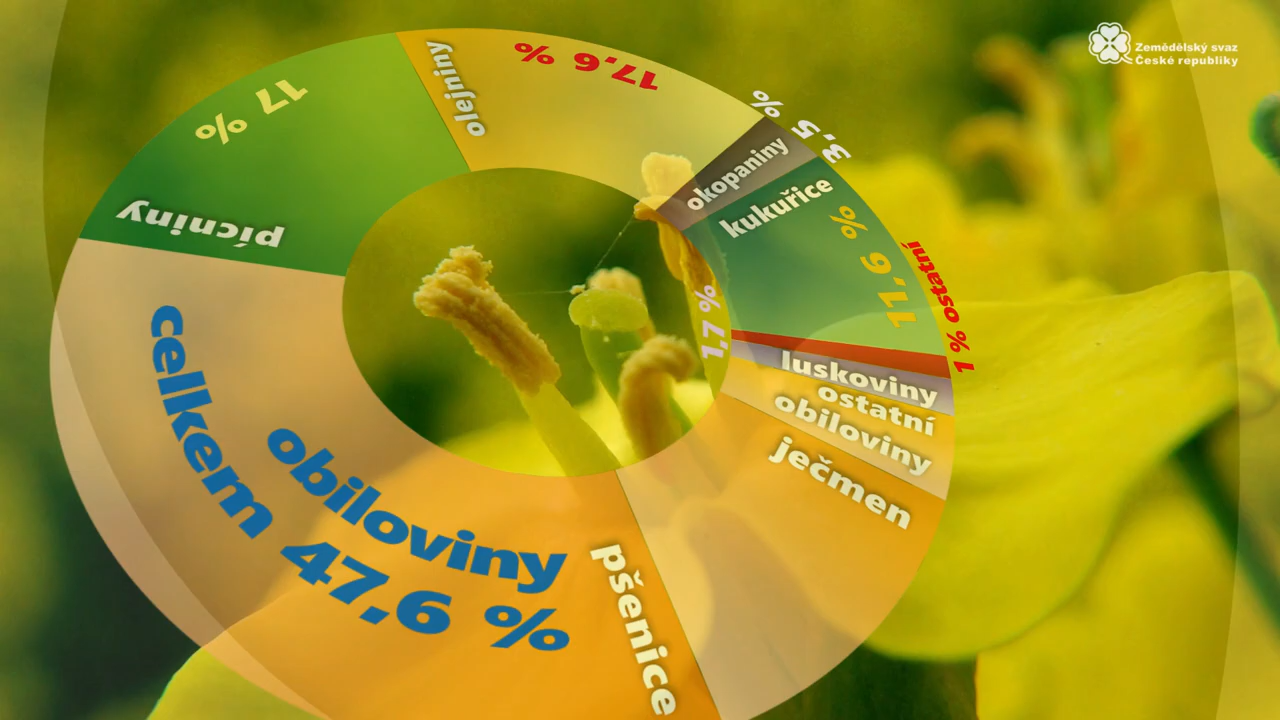 Zemědělský svaz
České republiky
olejniny
17,6 %
17 %
pícniny
3,5 %
okopaniny
kukuřice
11,6 %
1 % ostatní
1,7 %
luskoviny
ostatní
obiloviny
ječmen
pšenice
obiloviny
celkem 47,6 %